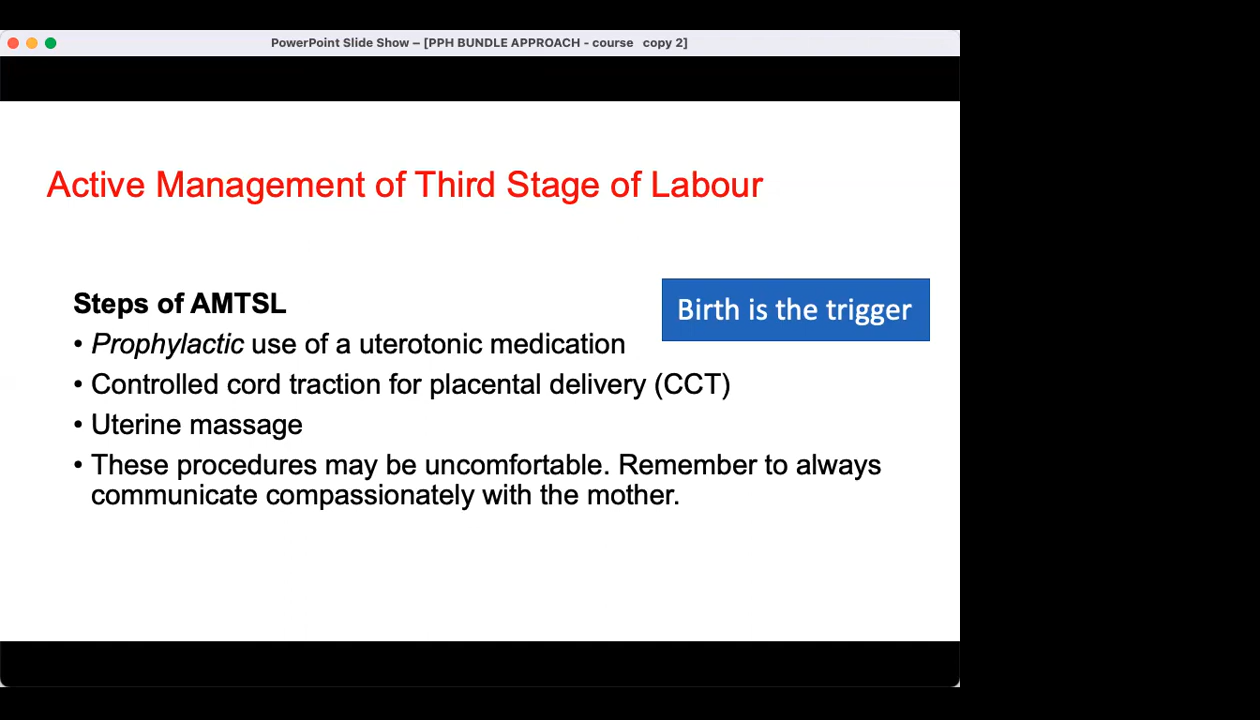 PowerPoint Slide Show – [PPH BUNDLE APPROACH - course copy 2]
Active Management of Third Stage of Labour
Steps of AMTSL
Birth is the trigger
• Prophylactic use of a uterotonic medication
• Controlled cord traction for placental delivery (CCT)
• Uterine massage
• These procedures may be uncomfortable. Remember to always
communicate compassionately with the mother.